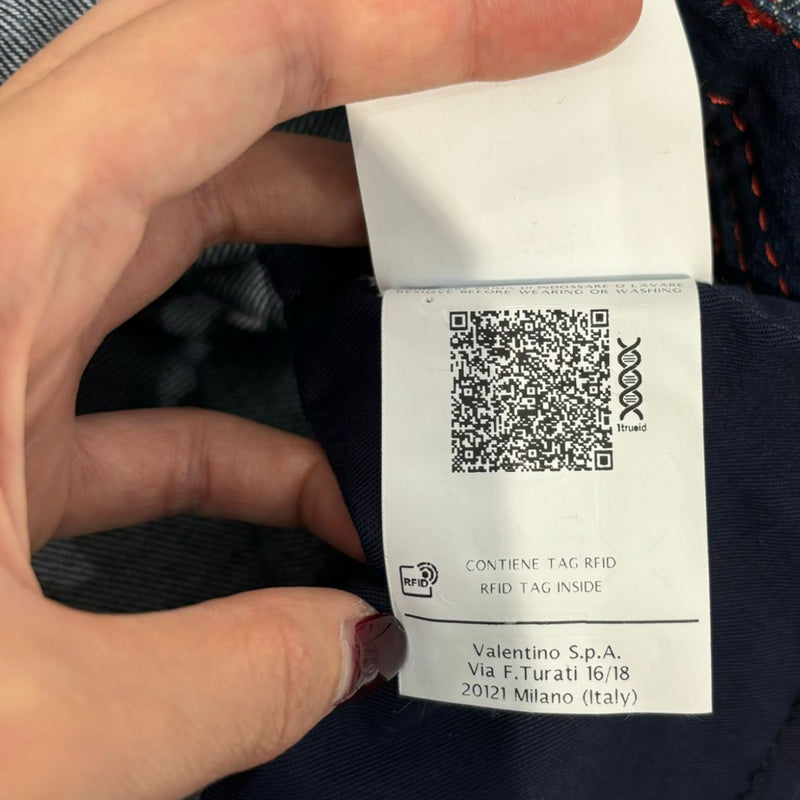 REMOVE BEFORE WEARING OR WASHING
1trueid
CONTIENE TAG RFID
RFID
RFID TAG INSIDE
Valentino S.p.A.
Via F.Turati 16/18
20121 Milano (Italy)